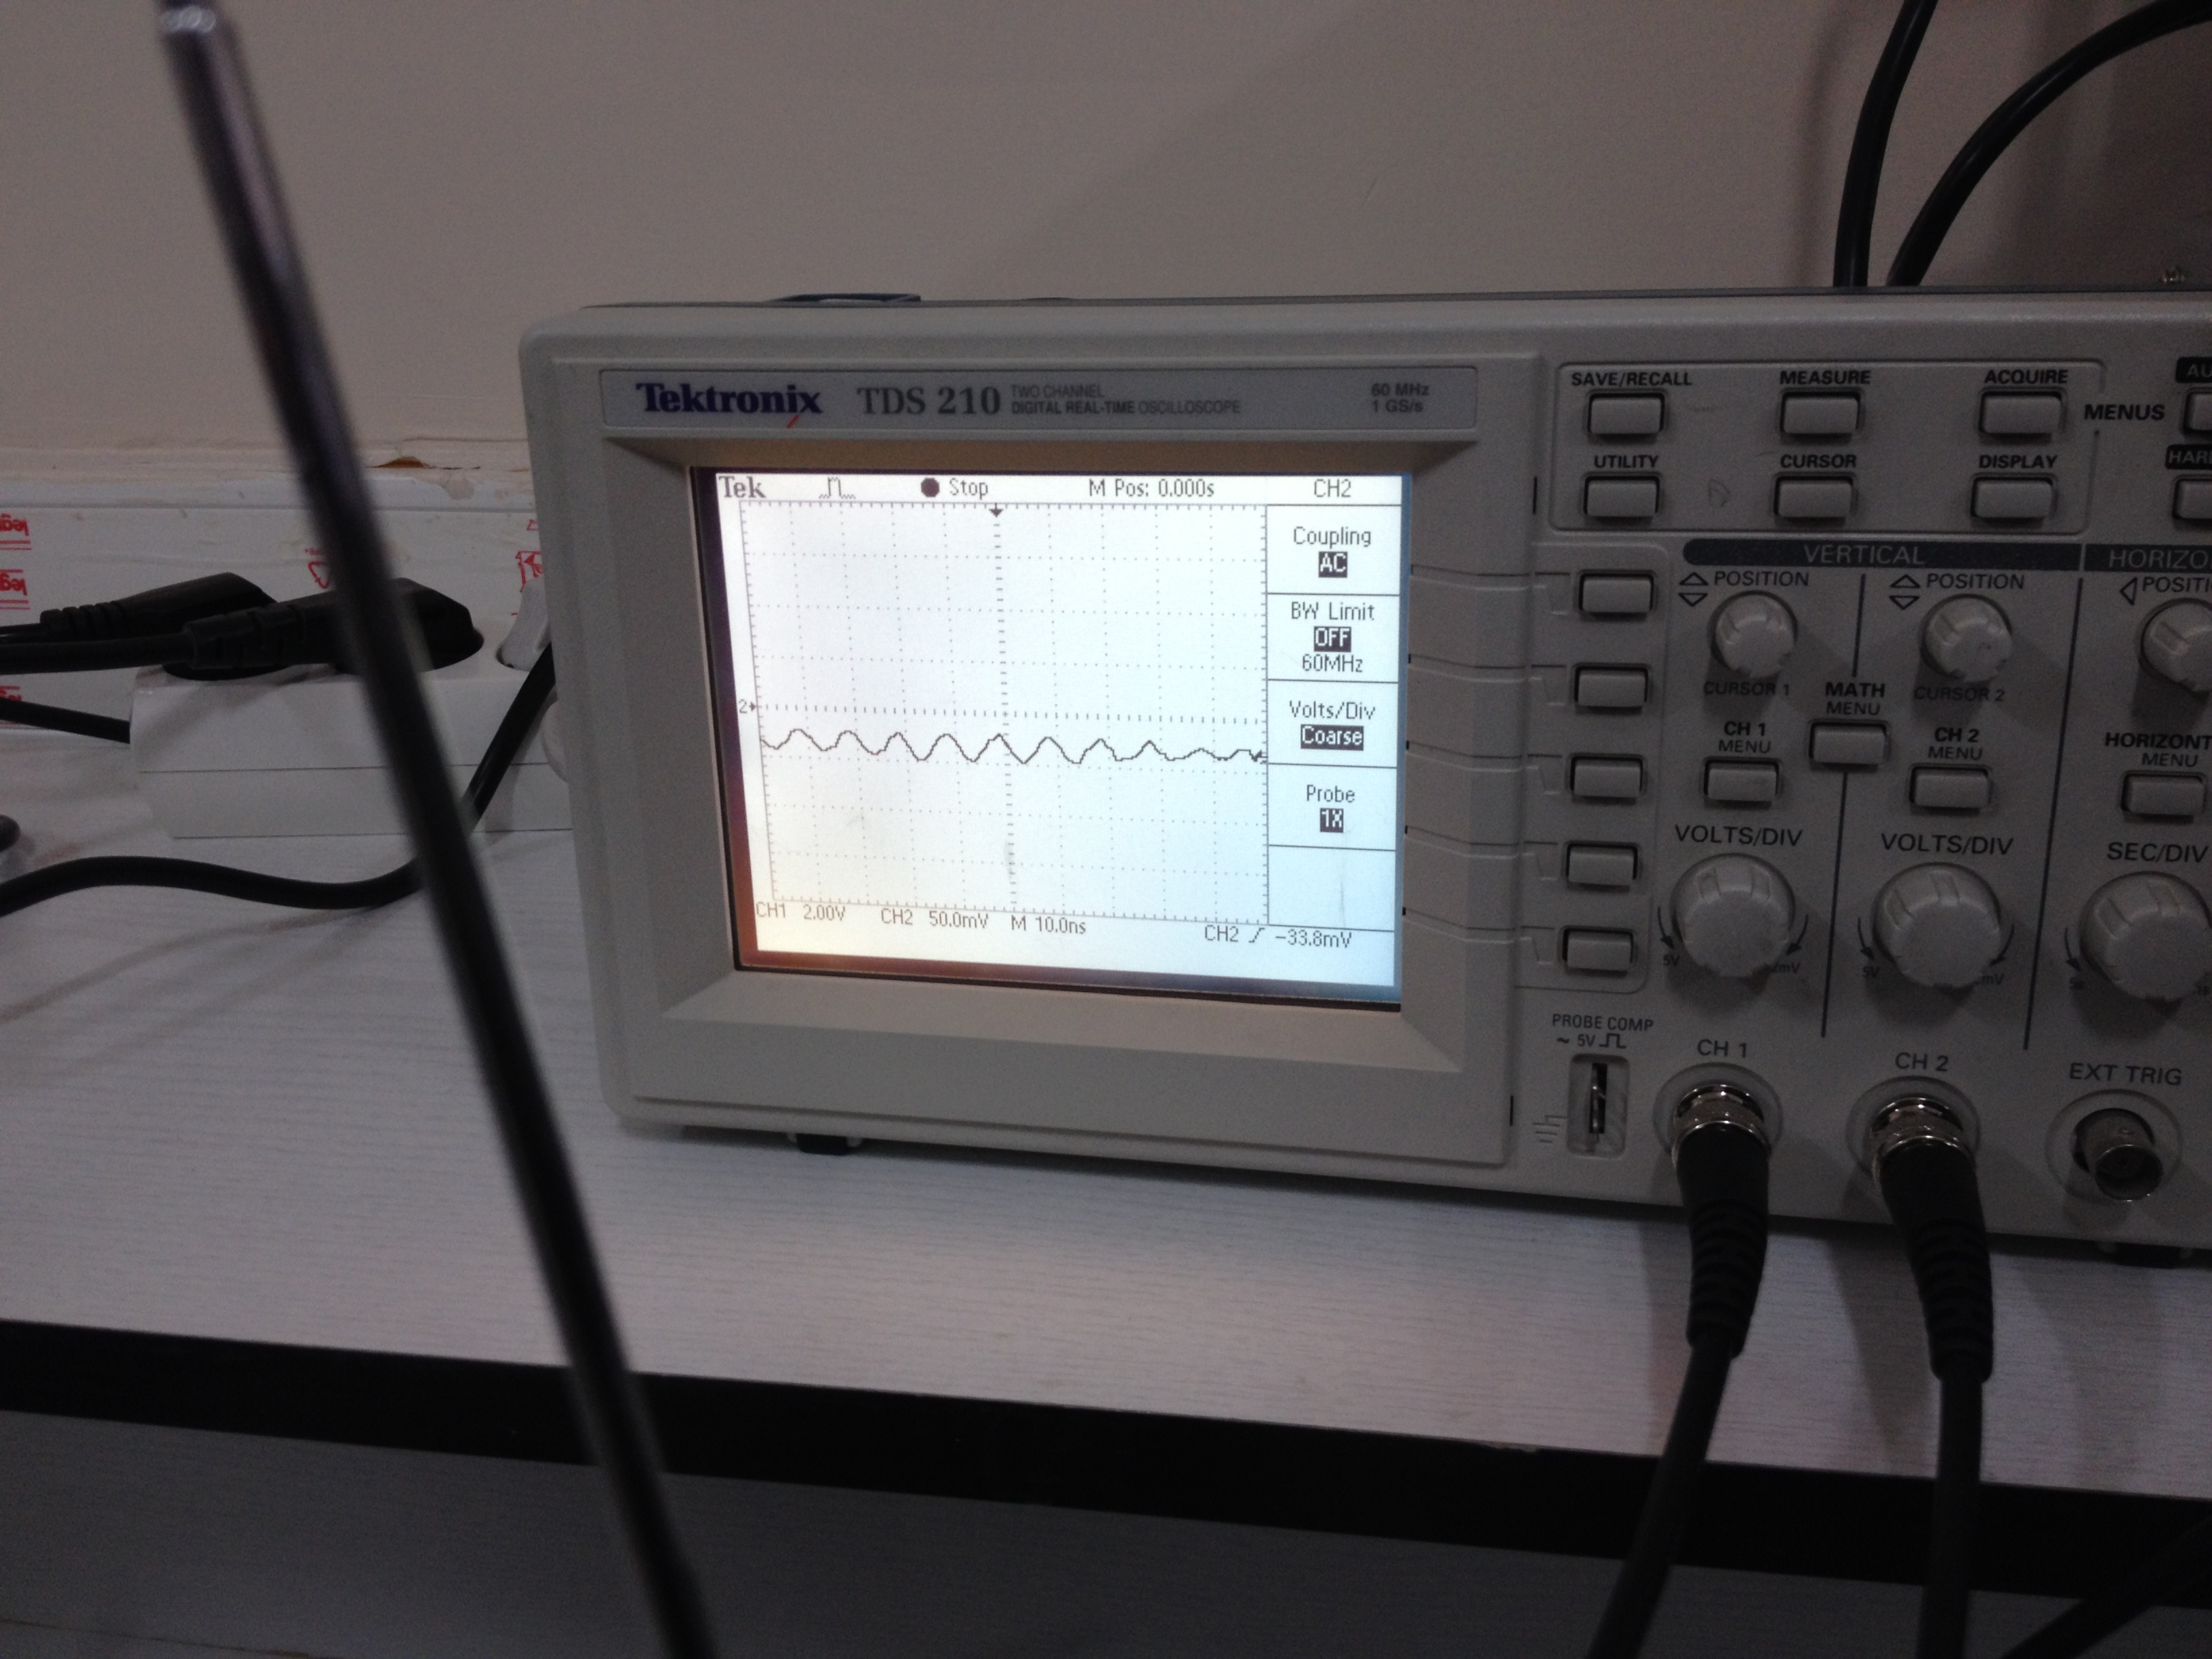 Tektronix TDS 210 TWO CHANNEL DIGITAL REAL-TIME OSCILLOSCOPE 60 MHz 1 GS/s
Tek Stop M Pos: 0.000s CH2
Coupling
AC
BW Limit
OFF
60MHz
2
Volts/Div
Coarse
Probe
1X
CH1 2.00V CH2 50.0mV M 10.0ns CH2 -33.8mV
SAVE/RECALL MEASURE ACQUIRE
MENUS
UTILITY CURSOR DISPLAY
VERTICAL
POSITION POSITION
CURSOR 1 CURSOR 2
MATH
MENU
CH 1
MENU
CH 2
MENU
MENU
VOLTS/DIV VOLTS/DIV SEC/DIV
5V 2mV 5V mV
PROBE COMP
~ 5V
CH 1 CH 2 EXT TRIG